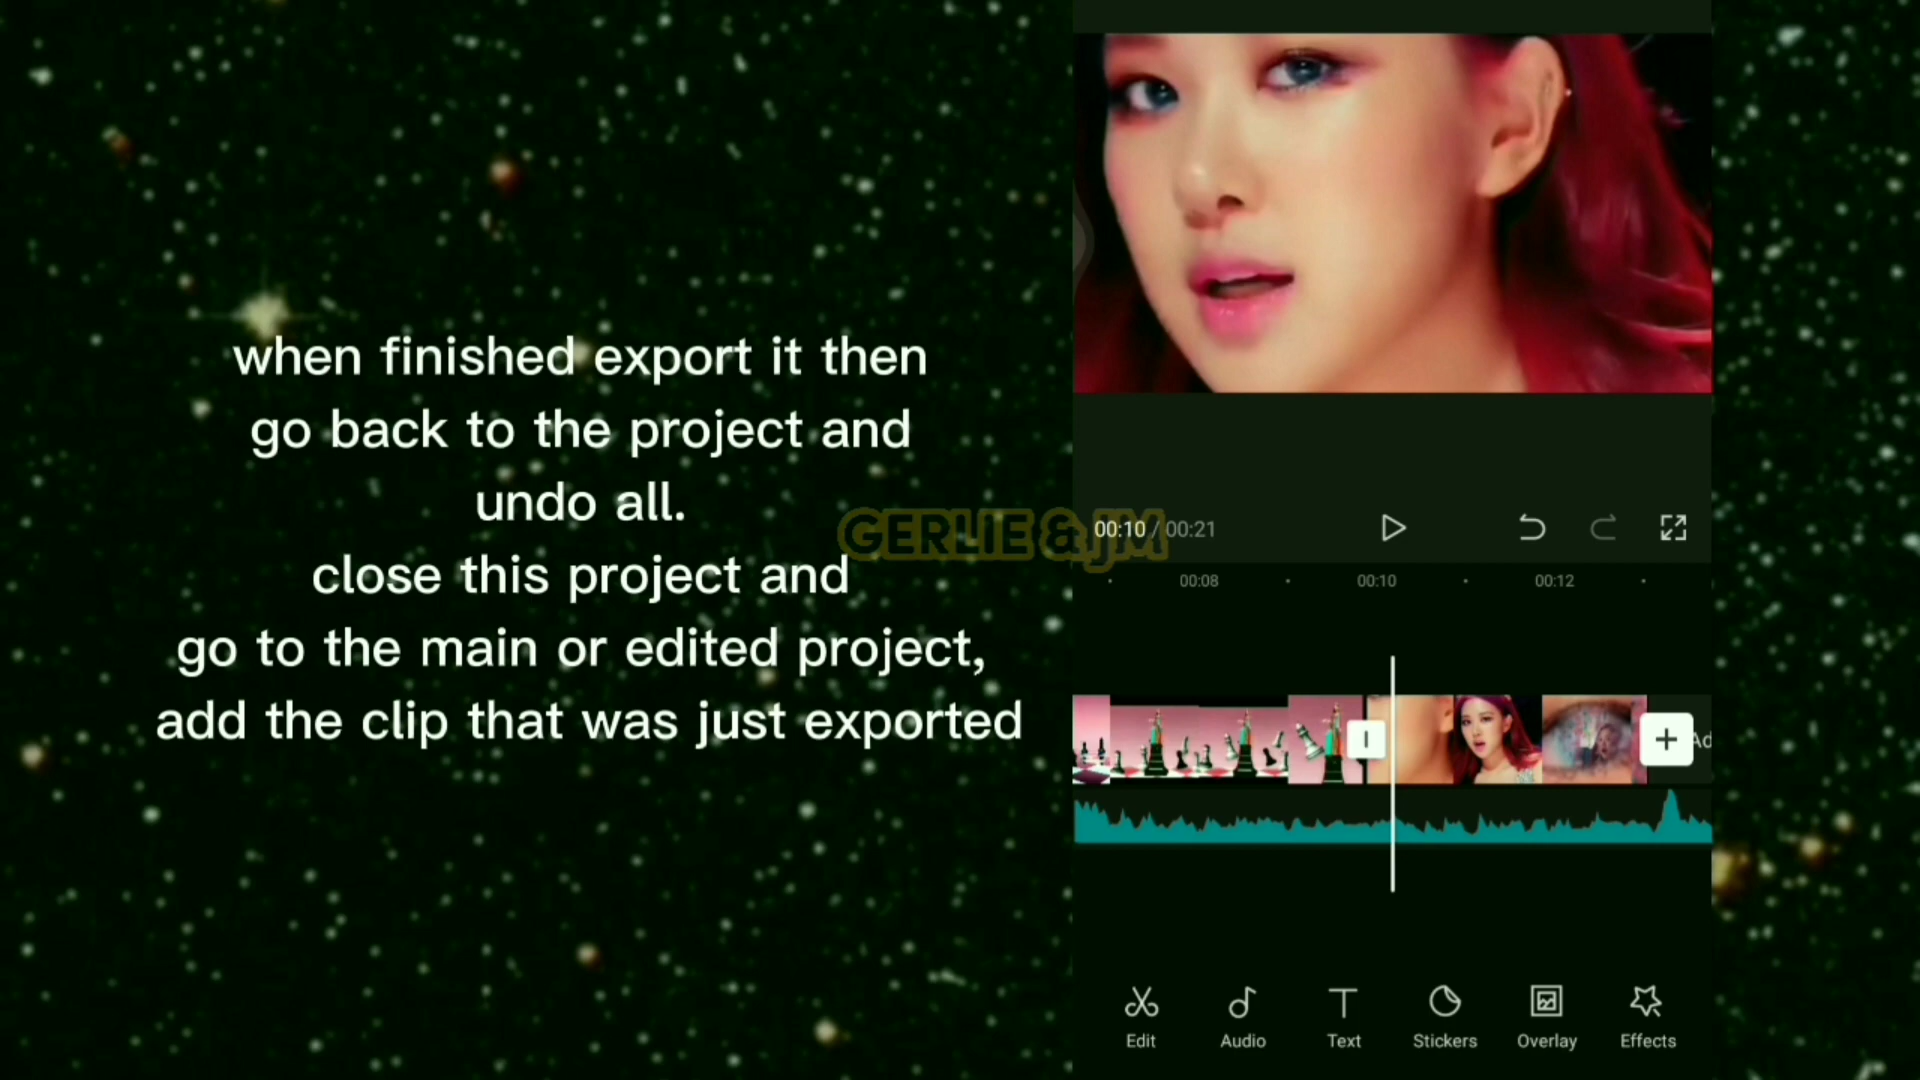 when finished export it then
go back to the project and
undo all.
close this project and
go to the main or edited project,
add the clip that was just exported
GERLIE & JM
00:10 / 00:21
00:08
00:10
00:12
Ad
Edit
Audio
Text
Stickers
Overlay
Effects